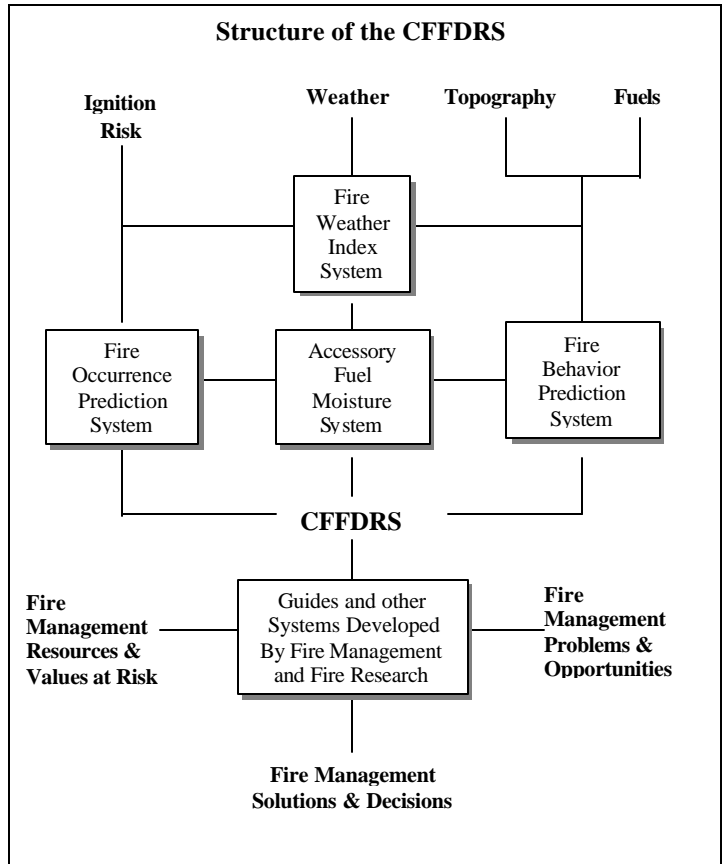 Structure of the CFFDRS
Ignition
Risk
Weather
Topography
Fuels
Fire
Weather
Index
System
Fire
Occurrence
Prediction
System
Accessory
Fuel
Moisture
System
Fire
Behavior
Prediction
System
CFFDRS
Fire
Management
Resources &
Values at Risk
Guides and other
Systems Developed
By Fire Management
and Fire Research
Fire
Management
Problems &
Opportunities
Fire Management
Solutions & Decisions